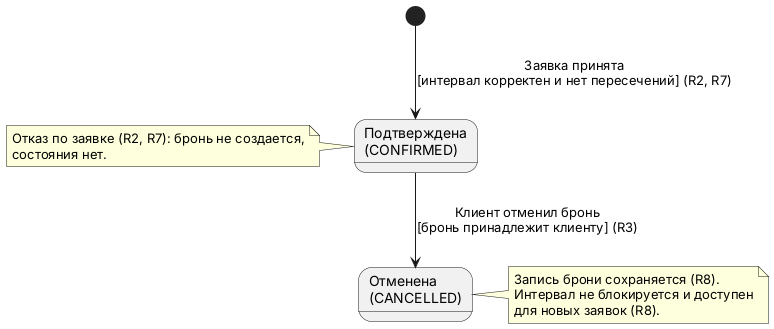 Заявка принята
[интервал корректен и нет пересечений] (R2, R7)
Подтверждена
(CONFIRMED)
Отказ по заявке (R2, R7): бронь не создается,
состояния нет.
Клиент отменил бронь
[бронь принадлежит клиенту] (R3)
Отменена
(CANCELLED)
Запись брони сохраняется (R8).
Интервал не блокируется и доступен
для новых заявок (R8).